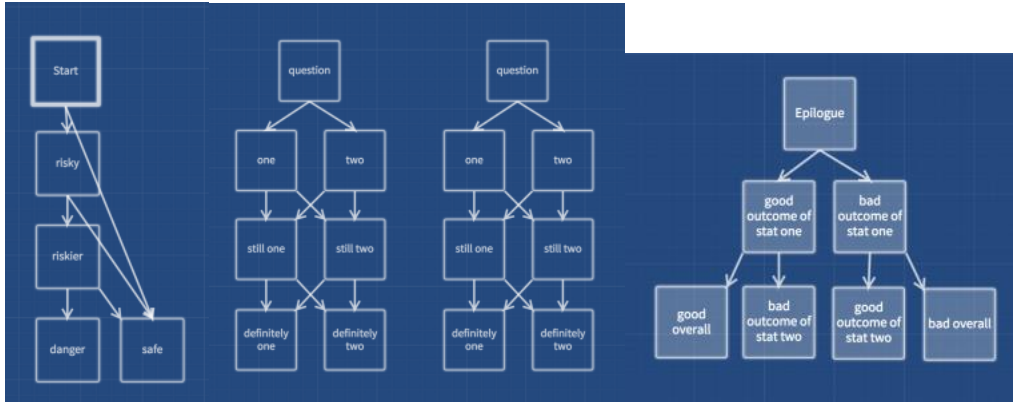 Start
risky
riskier
danger
safe
question
one
two
still one
still two
definitely
one
definitely
two
question
one
two
still one
still two
definitely
one
definitely
two
Epilogue
good
outcome of
stat one
bad
outcome of
stat one
good
overall
bad
outcome of
stat two
good
outcome of
stat two
bad overall